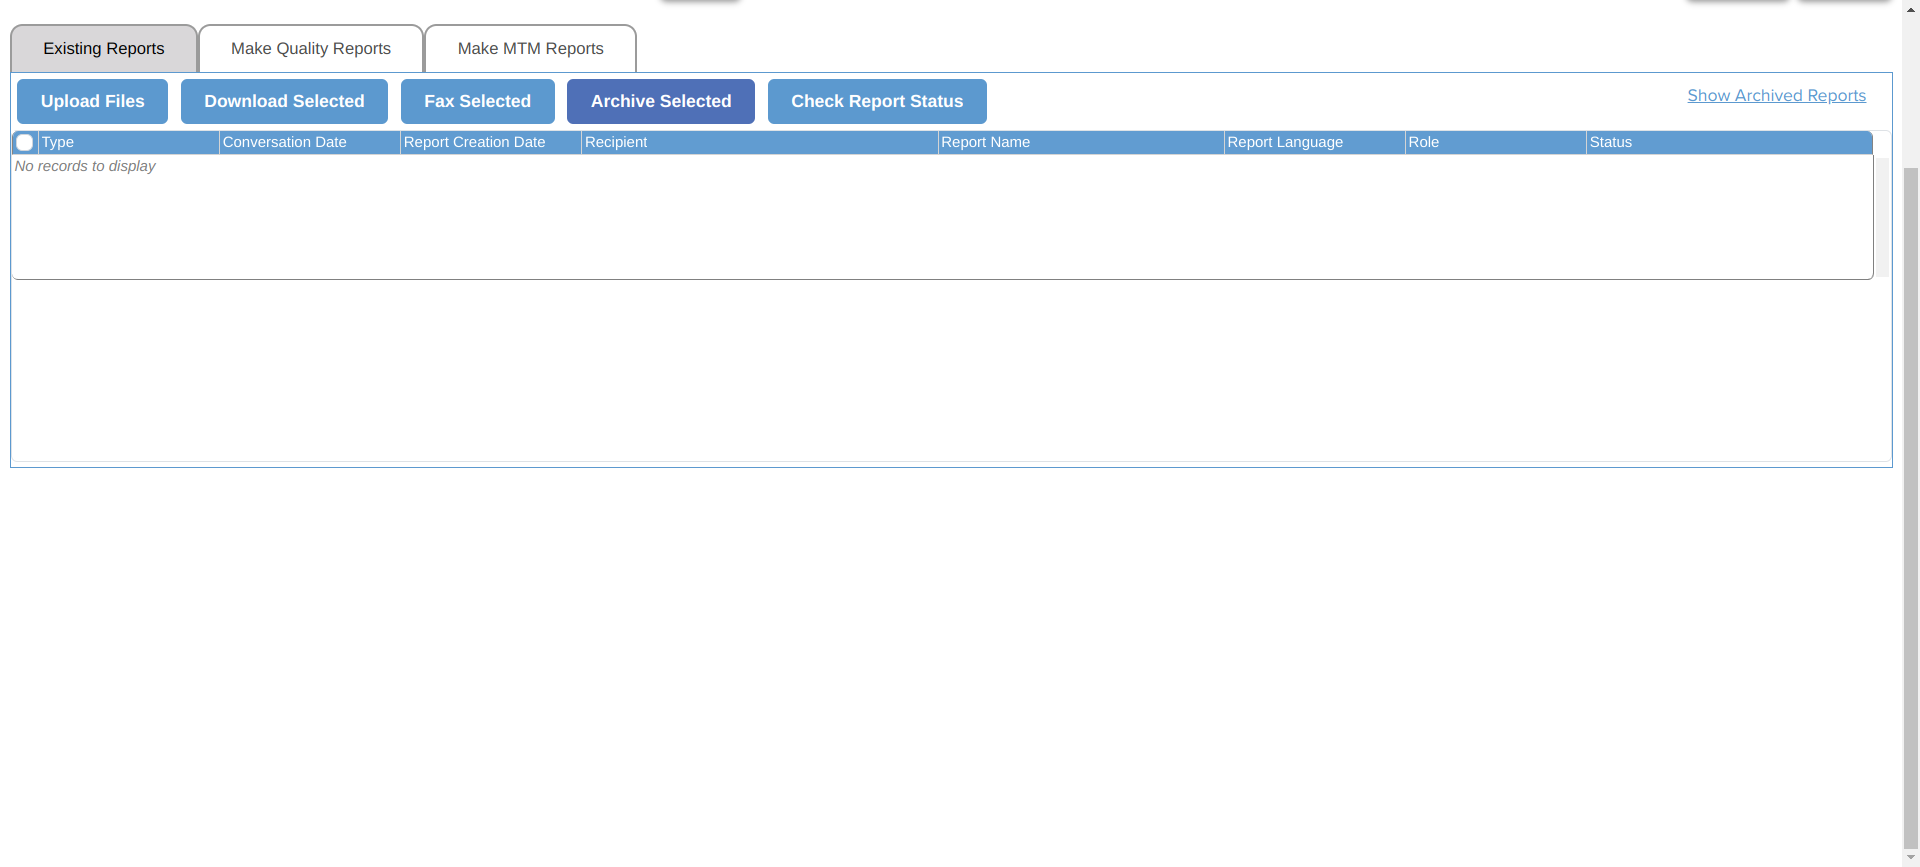 Existing Reports Make Quality Reports Make MTM Reports
Upload Files Download Selected Fax Selected Archive Selected Check Report Status Show Archived Reports
Type Conversation Date Report Creation Date Recipient Report Name Report Language Role Status
No records to display